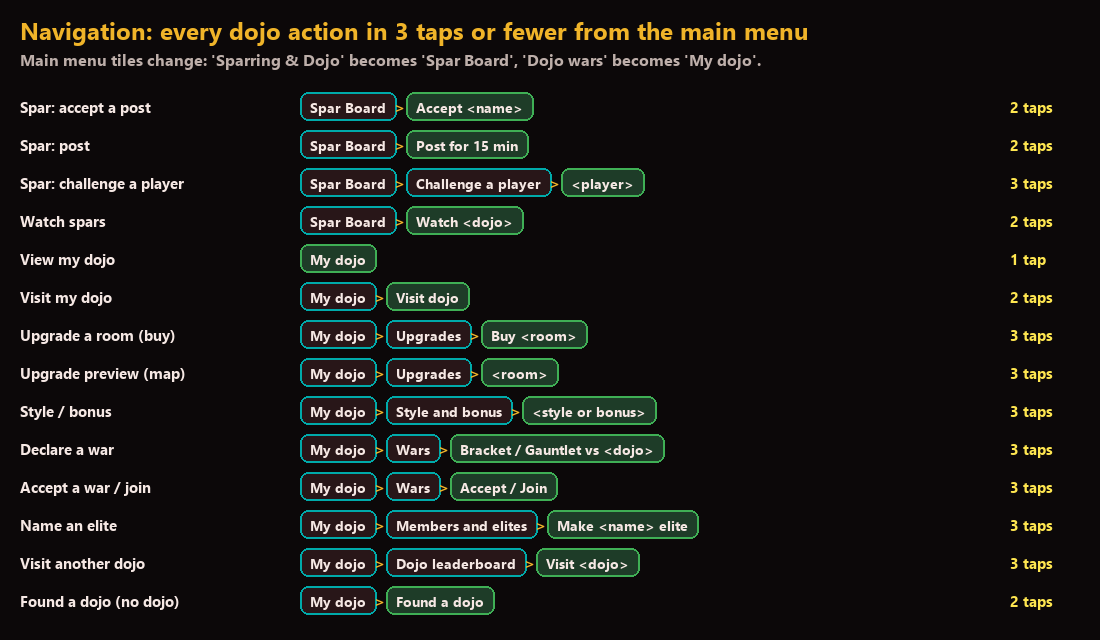 Navigation: every dojo action in 3 taps or fewer from the main menu
Main menu tiles change: 'Sparring & Dojo' becomes 'Spar Board', 'Dojo wars' becomes 'My dojo'.
Spar: accept a post Spar Board > Accept <name> 2 taps
Spar: post Spar Board > Post for 15 min 2 taps
Spar: challenge a player Spar Board > Challenge a player > <player> 3 taps
Watch spars Spar Board > Watch <dojo> 2 taps
View my dojo My dojo 1 tap
Visit my dojo My dojo > Visit dojo 2 taps
Upgrade a room (buy) My dojo > Upgrades > Buy <room> 3 taps
Upgrade preview (map) My dojo > Upgrades > <room> 3 taps
Style / bonus My dojo > Style and bonus > <style or bonus> 3 taps
Declare a war My dojo > Wars > Bracket / Gauntlet vs <dojo> 3 taps
Accept a war / join My dojo > Wars > Accept / Join 3 taps
Name an elite My dojo > Members and elites > Make <name> elite 3 taps
Visit another dojo My dojo > Dojo leaderboard > Visit <dojo> 3 taps
Found a dojo (no dojo) My dojo > Found a dojo 2 taps